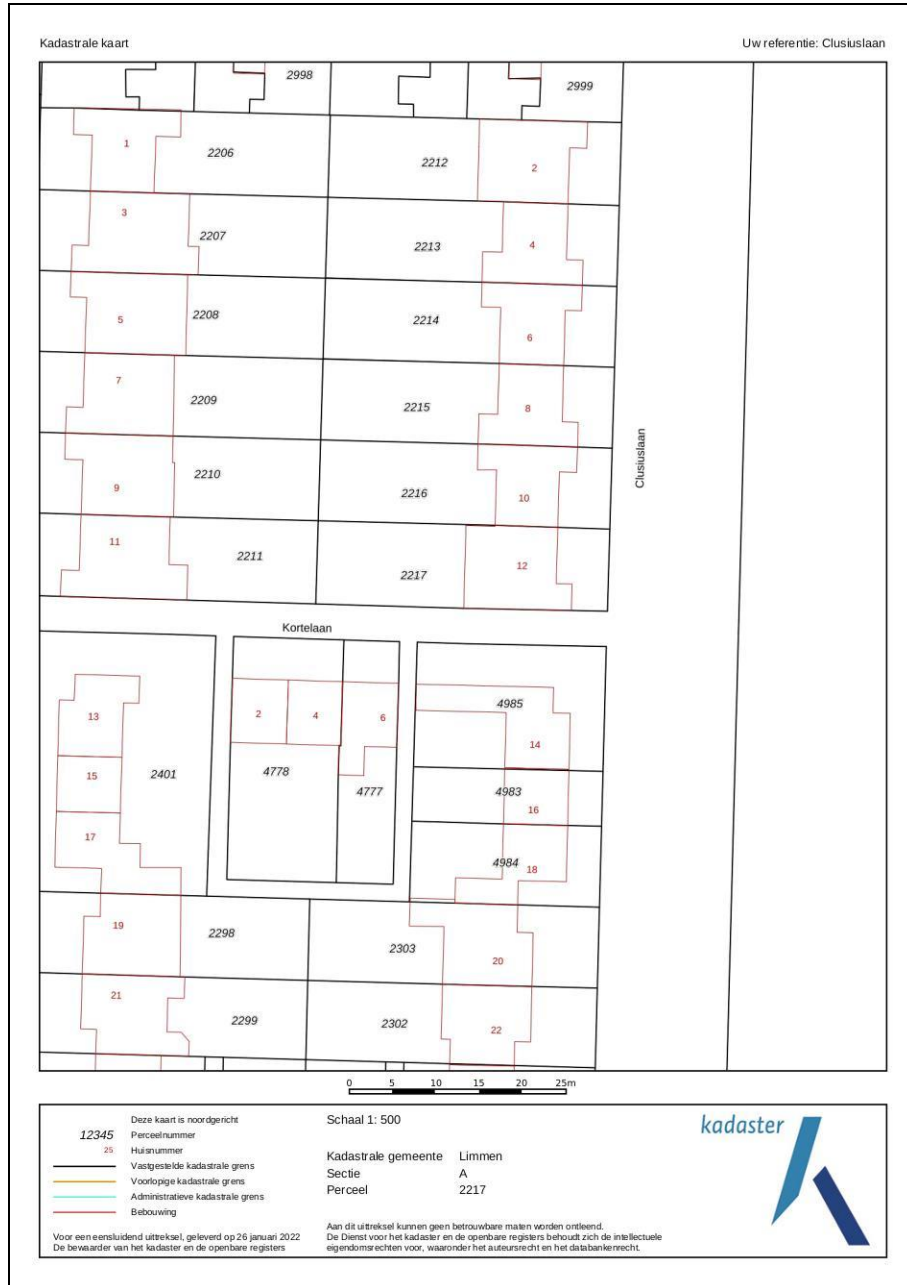 Kadastrale kaart
Uw referentie: Clusiuslaan
2998
2999
1
2206
2212
2
3
2207
2213
4
5
2208
2214
6
7
2209
2215
8
9
2210
2216
10
11
2211
2217
12
Clusiuslaan
Kortelaan
13
15
17
2401
2
4
6
4778
4777
4985
14
4983
16
4984
18
19
2298
2303
20
21
2299
2302
22
0 5 10 15 20 25m
Deze kaart is noordgericht
12345 Perceelnummer
25 Huisnummer
Vastgestelde kadastrale grens
Voorlopige kadastrale grens
Administratieve kadastrale grens
Bebouwing
Voor een eensluidend uittreksel, geleverd op 26 januari 2022
De bewaarder van het kadaster en de openbare registers
Schaal 1: 500
Kadastrale gemeente Limmen
Sectie A
Perceel 2217
Aan dit uittreksel kunnen geen betrouwbare maten worden ontleend.
De Dienst voor het kadaster en de openbare registers behoudt zich de intellectuele
eigendomsrechten voor, waaronder het auteursrecht en het databankenrecht.
kadaster